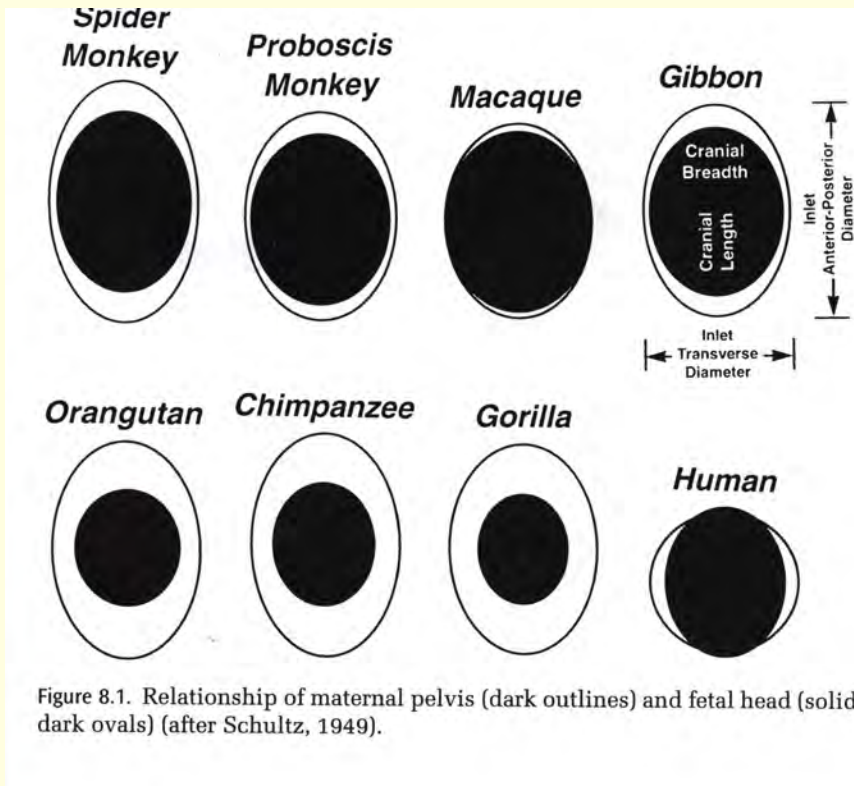 Spider
Monkey
Proboscis
Monkey
Macaque
Gibbon
Cranial
Breadth
Cranial
Length
Inlet
Anterior-Posterior
Diameter
Inlet
Transverse
Diameter
Orangutan
Chimpanzee
Gorilla
Human
Figure 8.1. Relationship of maternal pelvis (dark outlines) and fetal head (solid
dark ovals) (after Schultz, 1949).